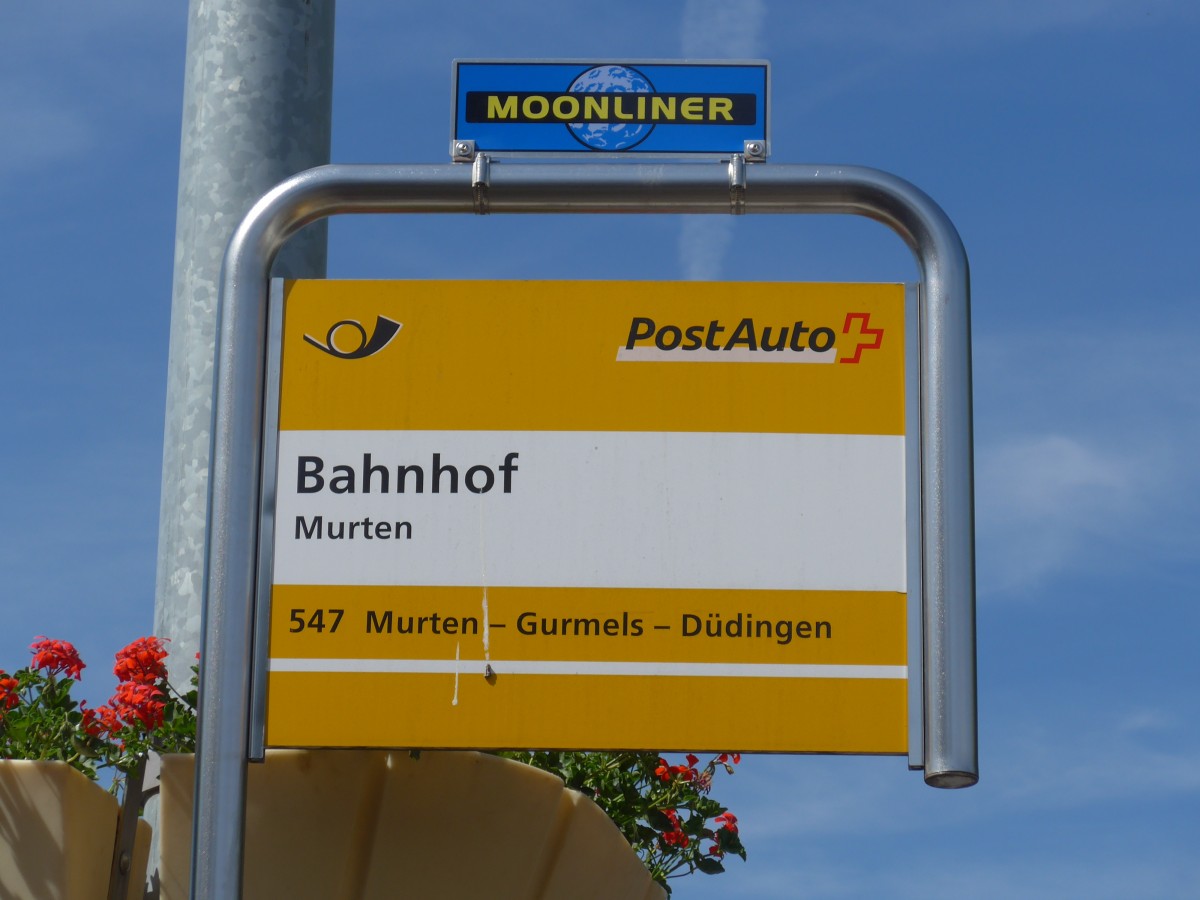 MOONLINER
PostAuto
Bahnhof
Murten
547 Murten – Gurmels – Düdingen